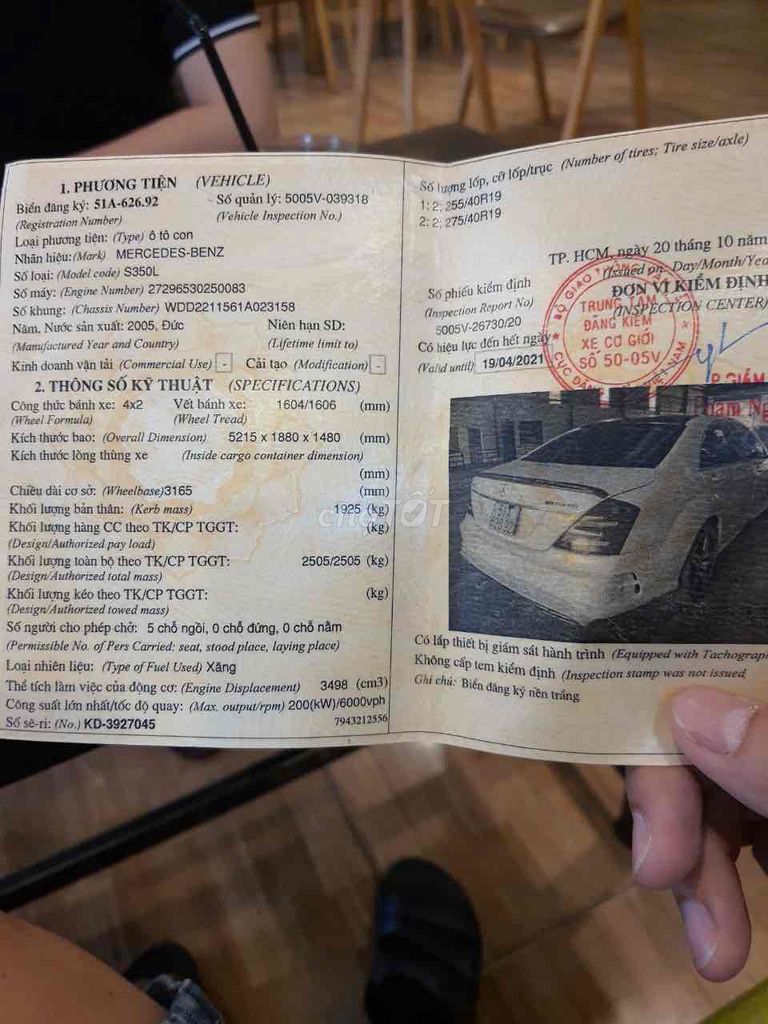 1. PHƯƠNG TIỆN (VEHICLE)
Biển đăng ký: 51A-626.92 Số quản lý: 5005V-039318
(Registration Number) (Vehicle Inspection No.)
Loại phương tiện: (Type) ô tô con
Nhãn hiệu: (Mark) MERCEDES-BENZ
Số loại: (Model code) S350L
Số máy: (Engine Number) 27296530250083
Số khung: (Chassis Number) WDD2211561A023158
Năm, Nước sản xuất: 2005, Đức Niên hạn SD:
(Manufactured Year and Country) (Lifetime limit to)
Kinh doanh vận tải (Commercial Use) - Cải tạo (Modification) -
2. THÔNG SỐ KỸ THUẬT (SPECIFICATIONS)
Công thức bánh xe: 4x2 Vết bánh xe: 1604/1606 (mm)
(Wheel Formula) (Wheel Tread)
Kích thước bao: (Overall Dimension) 5215 x 1880 x 1480 (mm)
Kích thước lòng thùng xe (Inside cargo container dimension)
(mm)
Chiều dài cơ sở: (Wheelbase)3165 (mm)
Khối lượng bản thân: (Kerb mass) 1925 (kg)
Khối lượng hàng CC theo TK/CP TGGT: (kg)
(Design/Authorized pay load)
Khối lượng toàn bộ theo TK/CP TGGT: 2505/2505 (kg)
(Design/Authorized total mass)
Khối lượng kéo theo TK/CP TGGT: (kg)
(Design/Authorized towed mass)
Số người cho phép chở: 5 chỗ ngồi, 0 chỗ đứng, 0 chỗ nằm
(Permissible No. of Pers Carried: seat, stood place, laying place)
Loại nhiên liệu: (Type of Fuel Used) Xăng
Thể tích làm việc của động cơ: (Engine Displacement) 3498 (cm3)
Công suất lớn nhất/tốc độ quay: (Max. output/rpm) 200(kW)/6000vph
Số sê-ri: (No.) KD-3927045 7943212556
Số lượng lốp, cỡ lốp/trục (Number of tires; Tire size/axle)
1: 2; 255/40R19
2: 2; 275/40R19
TP. HCM, ngày 20 tháng 10 năm
(Issued on: Day/Month/Yea
Số phiếu kiểm định
ĐƠN VỊ KIỂM ĐỊNH
(Inspection Report No)
(INSPECTION CENTER)
5005V-26730/20
Có hiệu lực đến hết ngày
(Valid until) 19/04/2021
BỘ GIAO THÔNG
TRUNG TÂM
ĐĂNG KIỂM
XE CƠ GIỚI
SỐ 50-05V
CỤC ĐĂNG VIỆT NAM
chợTỐT
Có lắp thiết bị giám sát hành trình (Equipped with Tachograp
Không cấp tem kiểm định (Inspection stamp was not issued
Ghi chú: Biển đăng ký nền trắng